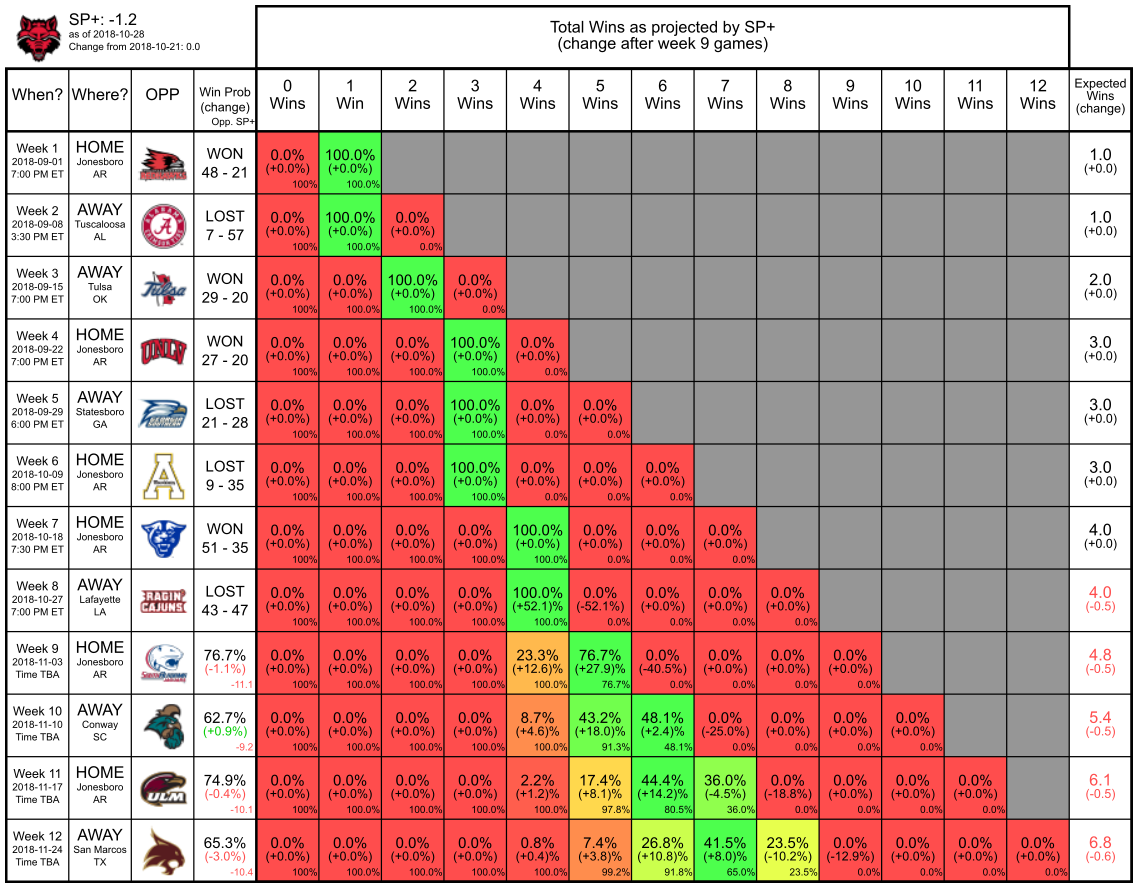 SP+: -1.2
as of 2018-10-28
Change from 2018-10-21: 0.0
Total Wins as projected by SP+
(change after week 9 games)
When? Where? OPP Win Prob (change) Opp. SP+ 0 Wins 1 Win 2 Wins 3 Wins 4 Wins 5 Wins 6 Wins 7 Wins 8 Wins 9 Wins 10 Wins 11 Wins 12 Wins Expected Wins (change)
Week 1 HOME WON 0.0% 100.0% 1.0
2018-09-01 Jonesboro (+0.0%) (+0.0%) (+0.0)
7:00 PM ET AR 48 - 21 100% 100.0%
Week 2 AWAY LOST 0.0% 100.0% 0.0% 1.0
2018-09-08 Tuscaloosa (+0.0%) (+0.0%) (+0.0%) (+0.0)
3:30 PM ET AL 7 - 57 100% 100.0% 0.0%
Week 3 AWAY Tulsa WON 0.0% 0.0% 100.0% 0.0% 2.0
2018-09-15 Tulsa (+0.0%) (+0.0%) (+0.0%) (+0.0%) (+0.0)
7:00 PM ET OK 29 - 20 100% 100.0% 100.0% 0.0%
Week 4 HOME UNLV WON 0.0% 0.0% 0.0% 100.0% 0.0% 3.0
2018-09-22 Jonesboro (+0.0%) (+0.0%) (+0.0%) (+0.0%) (+0.0%) (+0.0)
7:00 PM ET AR 27 - 20 100% 100.0% 100.0% 100.0% 0.0%
Week 5 AWAY LOST 0.0% 0.0% 0.0% 100.0% 0.0% 0.0% 3.0
2018-09-29 Statesboro (+0.0%) (+0.0%) (+0.0%) (+0.0%) (+0.0%) (+0.0%) (+0.0)
6:00 PM ET GA 21 - 28 100% 100.0% 100.0% 100.0% 0.0% 0.0%
Week 6 HOME A LOST 0.0% 0.0% 0.0% 100.0% 0.0% 0.0% 0.0% 3.0
2018-10-09 Jonesboro (+0.0%) (+0.0%) (+0.0%) (+0.0%) (+0.0%) (+0.0%) (+0.0%) (+0.0)
8:00 PM ET AR 9 - 35 100% 100.0% 100.0% 100.0% 0.0% 0.0% 0.0%
Week 7 HOME WON 0.0% 0.0% 0.0% 0.0% 100.0% 0.0% 0.0% 0.0% 4.0
2018-10-18 Jonesboro (+0.0%) (+0.0%) (+0.0%) (+0.0%) (+0.0%) (+0.0%) (+0.0%) (+0.0%) (+0.0)
7:30 PM ET AR 51 - 35 100% 100.0% 100.0% 100.0% 100.0% 0.0% 0.0% 0.0%
Week 8 AWAY RAGIN' CAJUNS LOST 0.0% 0.0% 0.0% 0.0% 100.0% 0.0% 0.0% 0.0% 0.0% 4.0
2018-10-27 Lafayette (+0.0%) (+0.0%) (+0.0%) (+0.0%) (+52.1)% (-52.1%) (+0.0%) (+0.0%) (+0.0%) (-0.5)
7:00 PM ET LA 43 - 47 100% 100.0% 100.0% 100.0% 100.0% 0.0% 0.0% 0.0% 0.0%
Week 9 HOME 76.7% 0.0% 0.0% 0.0% 0.0% 23.3% 76.7% 0.0% 0.0% 0.0% 0.0% 4.8
2018-11-03 Jonesboro (-1.1%) (+0.0%) (+0.0%) (+0.0%) (+0.0%) (+12.6)% (+27.9)% (-40.5%) (+0.0%) (+0.0%) (+0.0%) (-0.5)
Time TBA AR -11.1 100% 100.0% 100.0% 100.0% 100.0% 76.7% 0.0% 0.0% 0.0% 0.0%
Week 10 AWAY 62.7% 0.0% 0.0% 0.0% 0.0% 8.7% 43.2% 48.1% 0.0% 0.0% 0.0% 0.0% 5.4
2018-11-10 Conway (+0.9%) (+0.0%) (+0.0%) (+0.0%) (+0.0%) (+4.6)% (+18.0)% (+2.4)% (-25.0%) (+0.0%) (+0.0%) (+0.0%) (-0.5)
Time TBA SC -9.2 100% 100.0% 100.0% 100.0% 100.0% 91.3% 48.1% 0.0% 0.0% 0.0% 0.0%
Week 11 HOME ULM 74.9% 0.0% 0.0% 0.0% 0.0% 2.2% 17.4% 44.4% 36.0% 0.0% 0.0% 0.0% 0.0% 6.1
2018-11-17 Jonesboro (-0.4%) (+0.0%) (+0.0%) (+0.0%) (+0.0%) (+1.2)% (+8.1)% (+14.2)% (-4.5%) (-18.8%) (+0.0%) (+0.0%) (+0.0%) (-0.5)
Time TBA AR -10.1 100% 100.0% 100.0% 100.0% 100.0% 97.8% 80.5% 36.0% 0.0% 0.0% 0.0% 0.0%
Week 12 AWAY 65.3% 0.0% 0.0% 0.0% 0.0% 0.8% 7.4% 26.8% 41.5% 23.5% 0.0% 0.0% 0.0% 0.0% 6.8
2018-11-24 San Marcos (-3.0%) (+0.0%) (+0.0%) (+0.0%) (+0.0%) (+0.4)% (+3.8)% (+10.8)% (+8.0)% (-10.2%) (-12.9%) (+0.0%) (+0.0%) (+0.0%) (-0.6)
Time TBA TX -10.4 100% 100.0% 100.0% 100.0% 100.0% 99.2% 91.8% 65.0% 23.5% 0.0% 0.0% 0.0% 0.0%